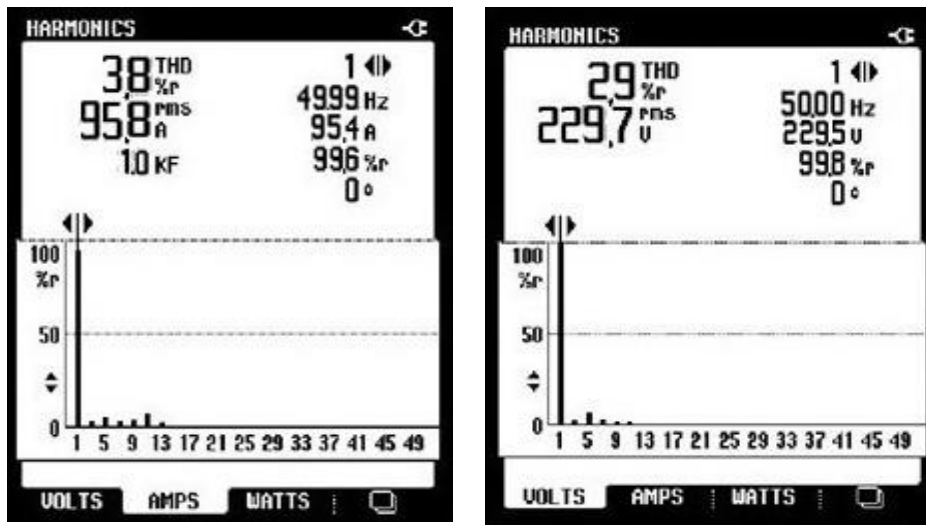 HARMONICS
3,8 THD %r
1
49,99 Hz
95,8 rms A
95,4 A
1,0 KF
99,6 %r
0 °
100
%r
50
0
1 5 9 13 17 21 25 29 33 37 41 45 49
VOLTS AMPS WATTS
HARMONICS
2,9 THD %r
1
50,00 Hz
229,7 rms V
229,5 V
99,8 %r
0 °
100
%r
50
0
1 5 9 13 17 21 25 29 33 37 41 45 49
VOLTS AMPS WATTS